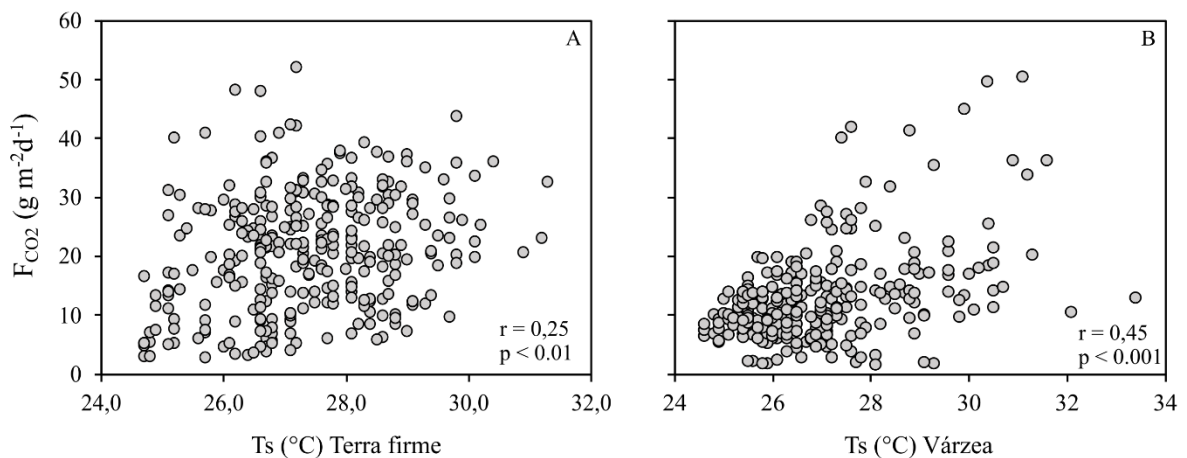 60
50
40
30
20
10
0
F_CO2 (g m⁻²d⁻¹)
A
r = 0,25
p < 0.01
24,0 26,0 28,0 30,0 32,0
Ts (°C) Terra firme
B
r = 0,45
p < 0.001
24 26 28 30 32 34
Ts (°C) Várzea